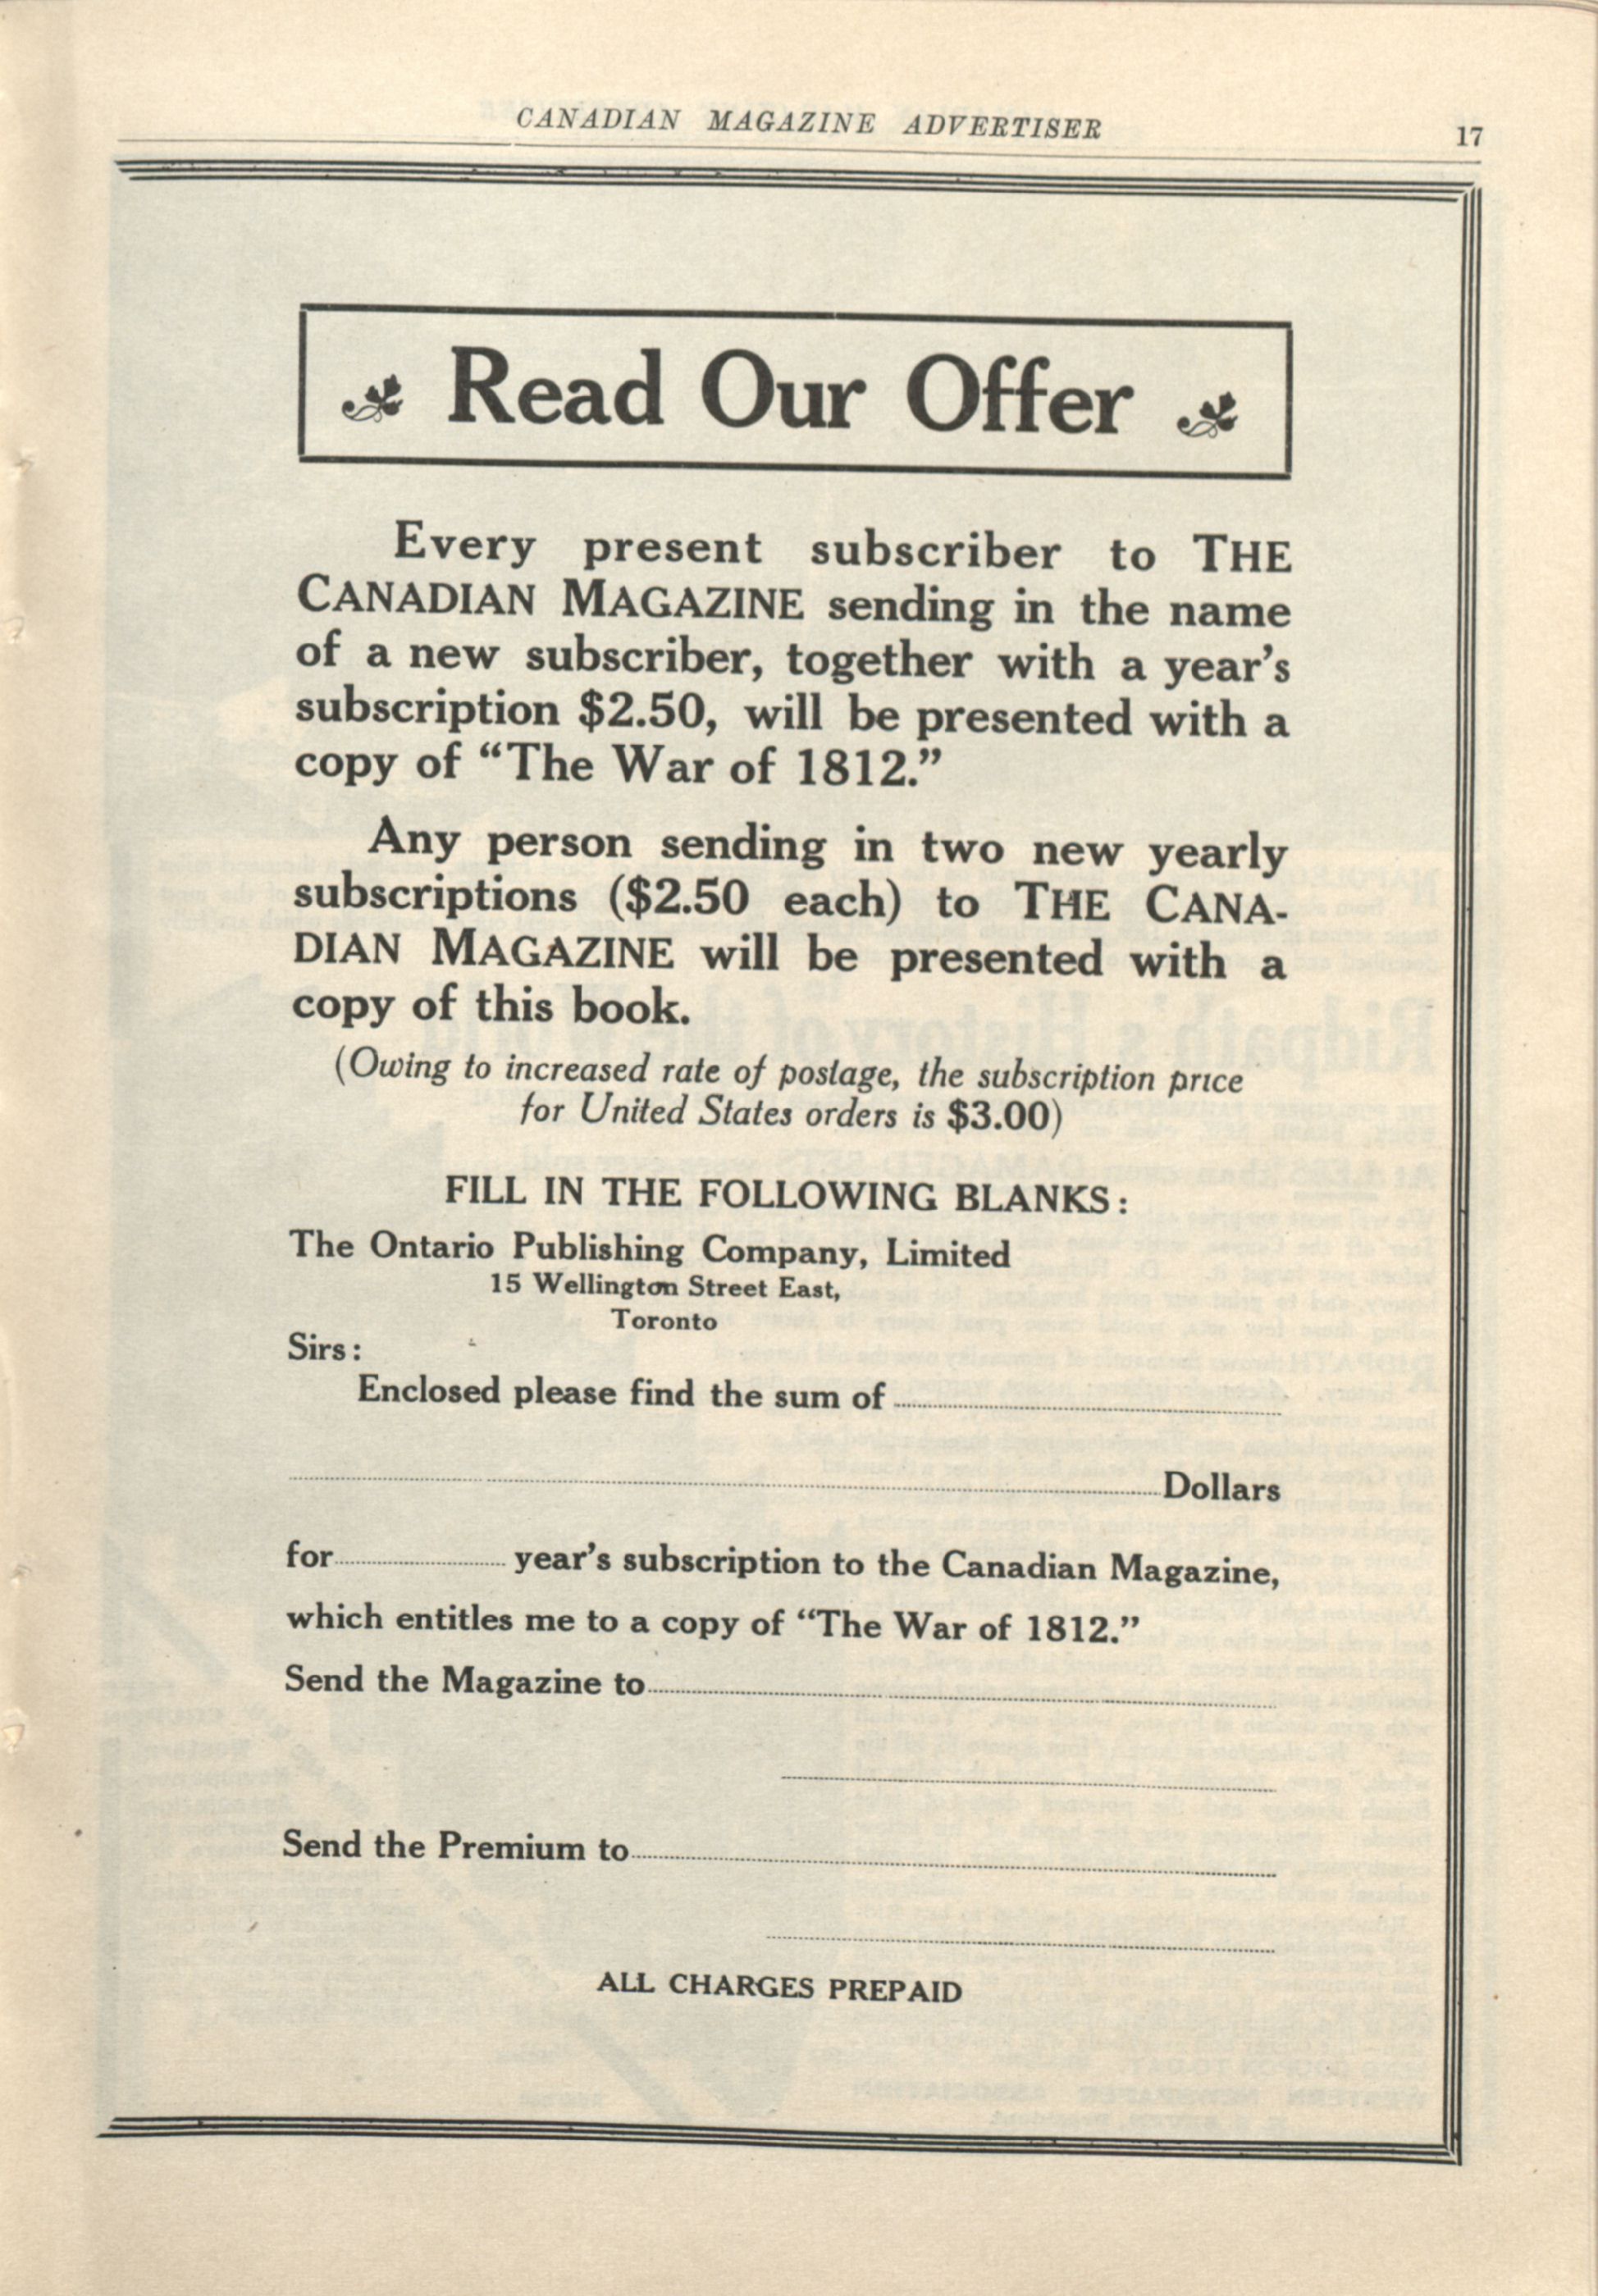 CANADIAN MAGAZINE ADVERTISER 17
Read Our Offer
Every present subscriber to THE
CANADIAN MAGAZINE sending in the name
of a new subscriber, together with a year's
subscription $2.50, will be presented with a
copy of “The War of 1812.”
Any person sending in two new yearly
subscriptions ($2.50 each) to THE CANA-
DIAN MAGAZINE will be presented with a
copy of this book.
(Owing to increased rate of postage, the subscription price
for United States orders is $3.00)
FILL IN THE FOLLOWING BLANKS:
The Ontario Publishing Company, Limited
15 Wellington Street East,
Toronto
Sirs:
Enclosed please find the sum of
Dollars
for year's subscription to the Canadian Magazine,
which entitles me to a copy of “The War of 1812.”
Send the Magazine to
Send the Premium to
ALL CHARGES PREPAID